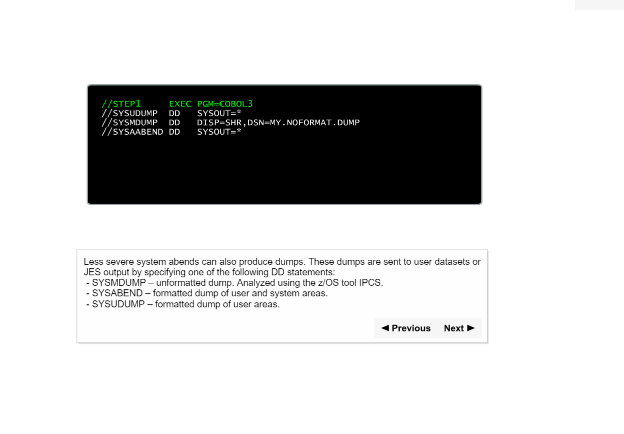 //STEP1 EXEC PGM=COBOL3
//SYSUDUMP DD SYSOUT=*
//SYSMDUMP DD DISP=SHR,DSN=MY.NOFORMAT.DUMP
//SYSAABEND DD SYSOUT=*
Less severe system abends can also produce dumps. These dumps are sent to user datasets or
JES output by specifying one of the following DD statements:
- SYSMDUMP – unformatted dump. Analyzed using the z/OS tool IPCS.
- SYSABEND – formatted dump of user and system areas.
- SYSUDUMP – formatted dump of user areas.
◀ Previous Next ▶